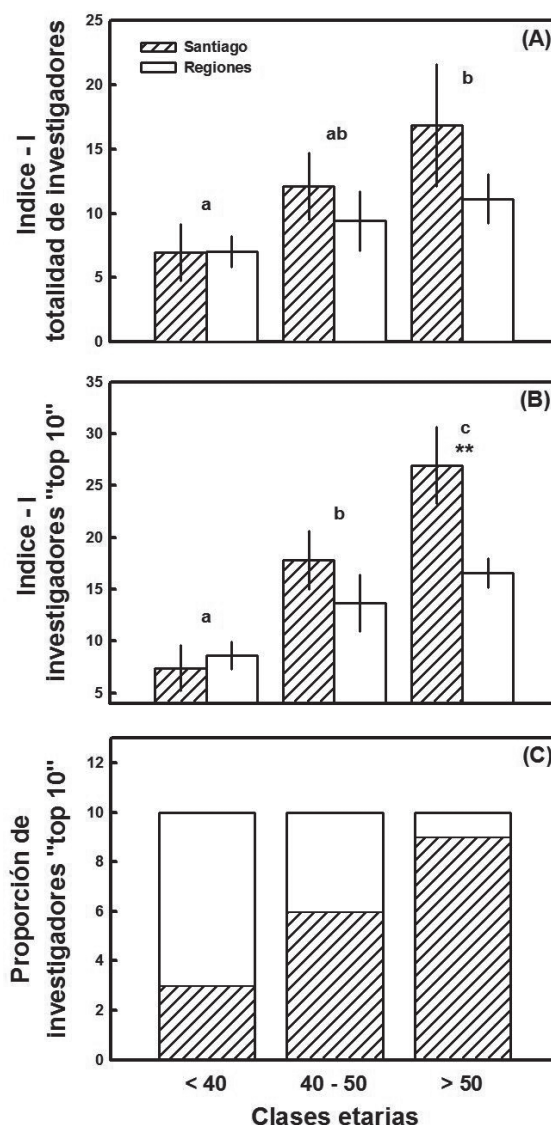 (A)
Santiago
Regiones
Indice - I
totalidad de investigadores
25
20
15
10
5
0
a
ab
b
(B)
Indice - I
investigadores "top 10"
35
30
25
20
15
10
5
a
b
c
**
(C)
Proporción de
investigadores "top 10"
12
10
8
6
4
2
0
< 40
40 - 50
> 50
Clases etarias